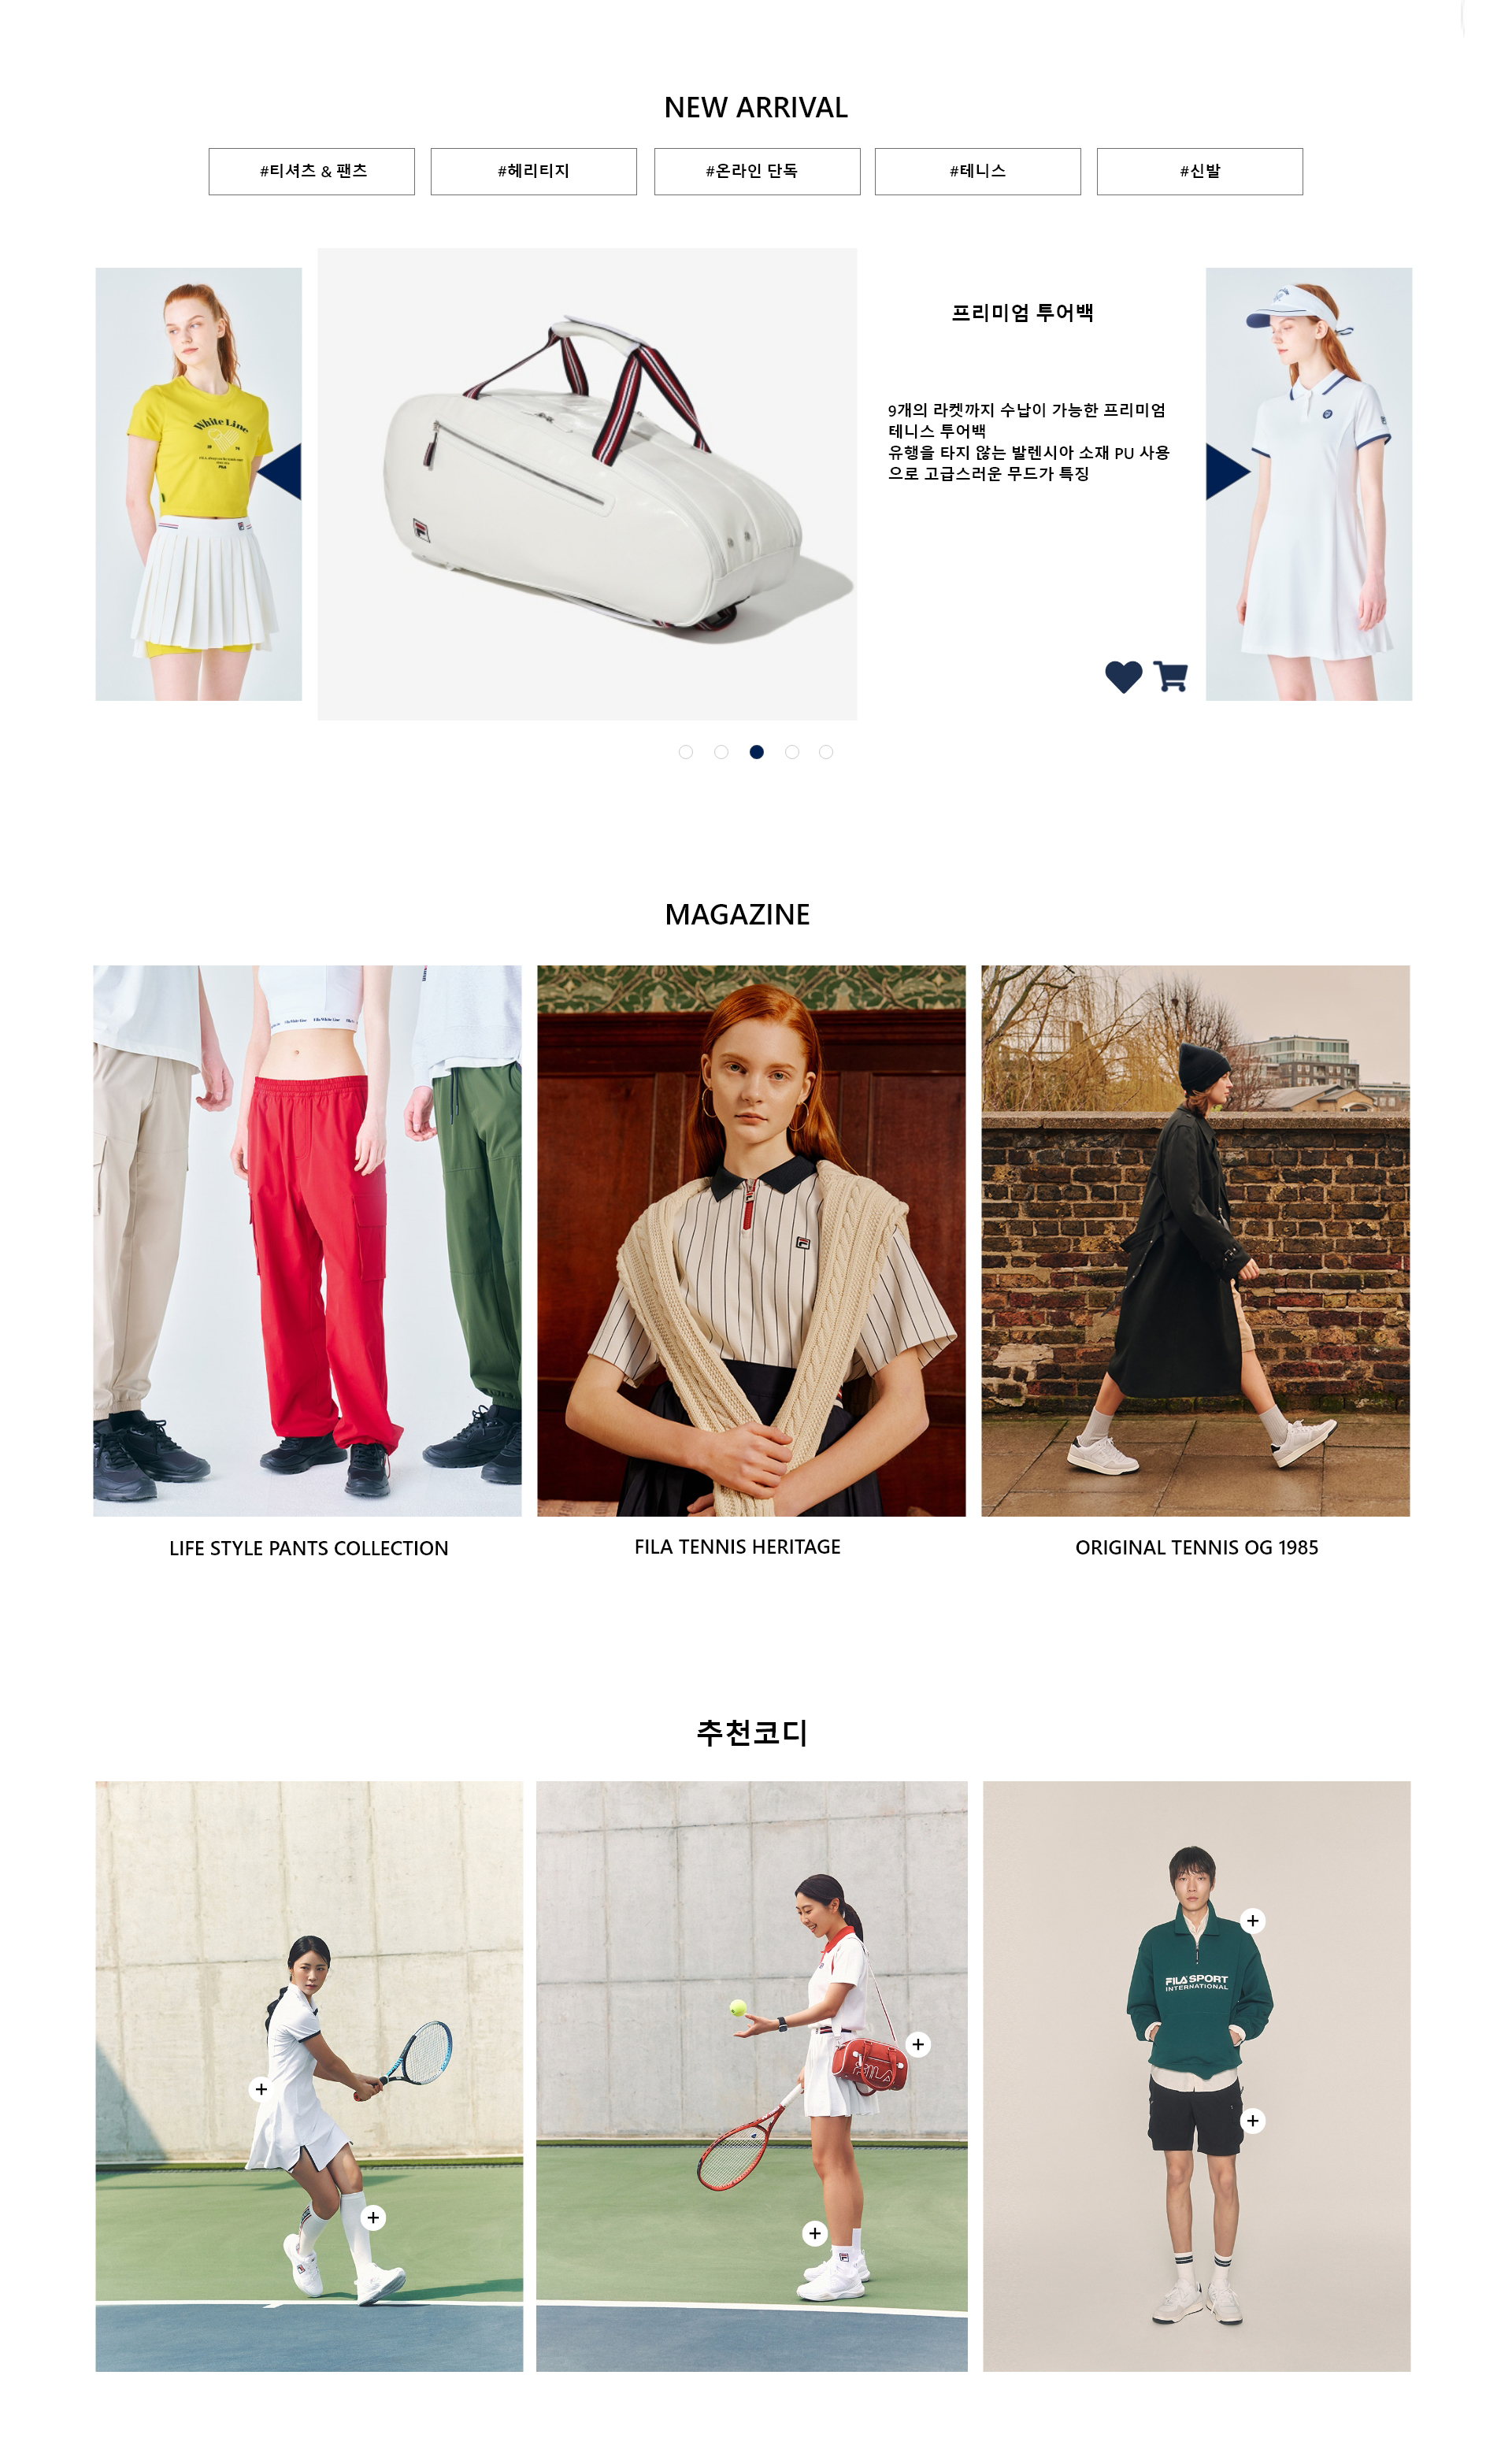 NEW ARRIVAL
#티셔츠 & 팬츠
#헤리티지
#온라인 단독
#테니스
#신발
White Line
FILA
프리미엄 투어백
9개의 라켓까지 수납이 가능한 프리미엄
테니스 투어백
유행을 타지 않는 발렌시아 소재 PU 사용
으로 고급스러운 무드가 특징
MAGAZINE
Fila White Line
LIFE STYLE PANTS COLLECTION
FILA TENNIS HERITAGE
ORIGINAL TENNIS OG 1985
추천코디
FILA
FILA SPORT
INTERNATIONAL